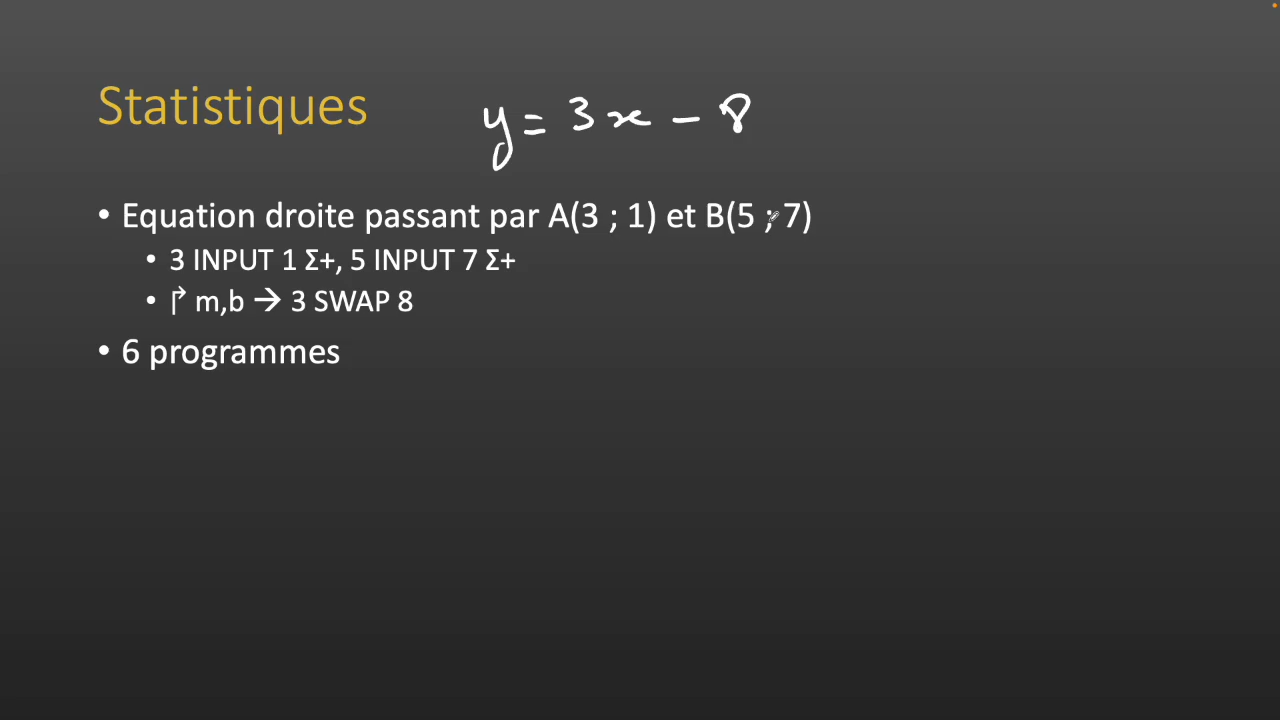 Statistiques
y = 3x - 8
• Equation droite passant par A(3 ; 1) et B(5 ; 7)
• 3 INPUT 1 Σ+, 5 INPUT 7 Σ+
• ↱ m,b → 3 SWAP 8
• 6 programmes